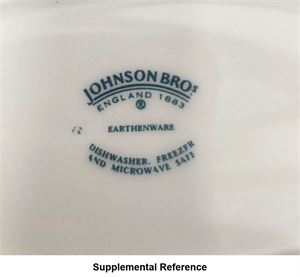 JOHNSON BROS
ENGLAND 1883
®
EARTHENWARE
DISHWASHER, FREEZER
AND MICROWAVE SAFE
Supplemental Reference